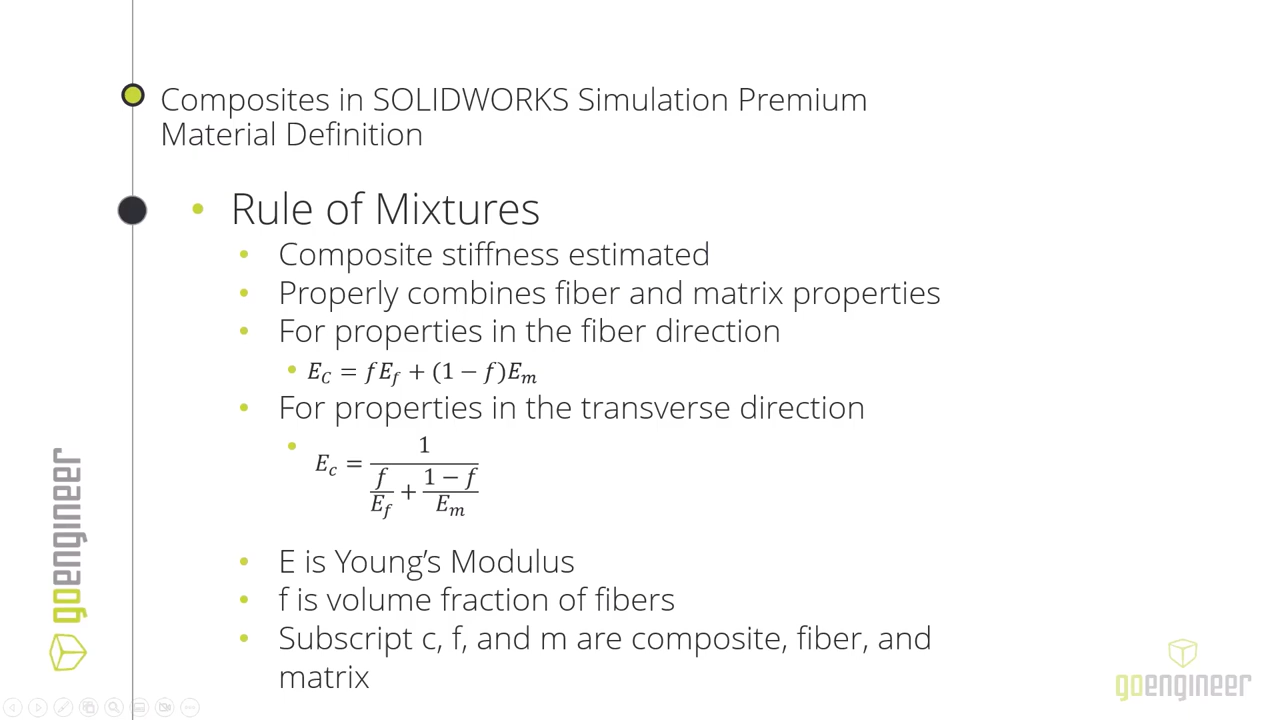 Composites in SOLIDWORKS Simulation Premium
Material Definition
• Rule of Mixtures
• Composite stiffness estimated
• Properly combines fiber and matrix properties
• For properties in the fiber direction
• E_C = fE_f + (1 − f)E_m
• For properties in the transverse direction
• E_c = 1 / (f/E_f + (1 − f)/E_m)
• E is Young’s Modulus
• f is volume fraction of fibers
• Subscript c, f, and m are composite, fiber, and
matrix
goengineer
goengineer